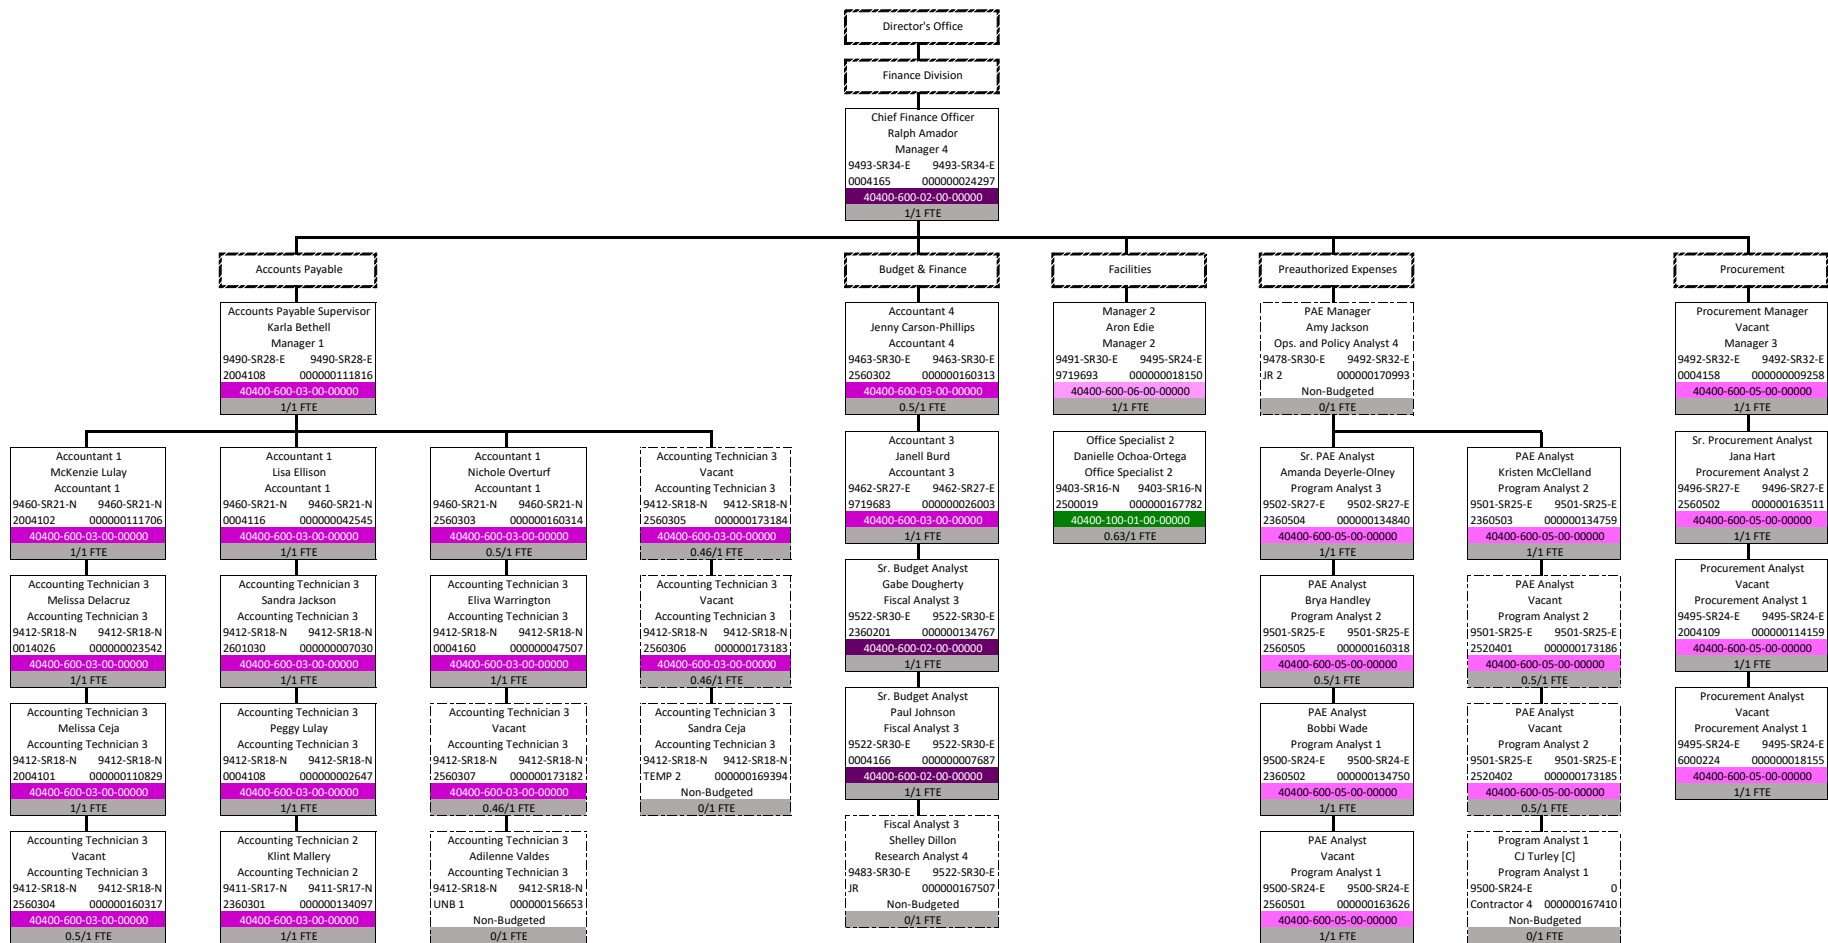 Director's Office
Finance Division
Chief Finance Officer
Ralph Amador
Manager 4
9493-SR34-E 9493-SR34-E
0004165 000000024297
40400-600-02-00-00000
1/1 FTE
Accounts Payable
Accounts Payable Supervisor
Karla Bethell
Manager 1
9490-SR28-E 9490-SR28-E
2004108 000000111816
40400-600-03-00-00000
1/1 FTE
Accountant 1
McKenzie Lulay
Accountant 1
9460-SR21-N 9460-SR21-N
2004102 000000111706
40400-600-03-00-00000
1/1 FTE
Accounting Technician 3
Melissa Delacruz
Accounting Technician 3
9412-SR18-N 9412-SR18-N
0014026 000000023542
40400-600-03-00-00000
1/1 FTE
Accounting Technician 3
Melissa Ceja
Accounting Technician 3
9412-SR18-N 9412-SR18-N
2004101 000000110829
40400-600-03-00-00000
1/1 FTE
Accounting Technician 3
Vacant
Accounting Technician 3
9412-SR18-N 9412-SR18-N
2560304 000000160317
40400-600-03-00-00000
0.5/1 FTE
Accountant 1
Lisa Ellison
Accountant 1
9460-SR21-N 9460-SR21-N
0004116 000000042545
40400-600-03-00-00000
1/1 FTE
Accounting Technician 3
Sandra Jackson
Accounting Technician 3
9412-SR18-N 9412-SR18-N
2601030 000000007030
40400-600-03-00-00000
1/1 FTE
Accounting Technician 3
Peggy Lulay
Accounting Technician 3
9412-SR18-N 9412-SR18-N
0004108 000000002647
40400-600-03-00-00000
1/1 FTE
Accounting Technician 2
Klint Mallery
Accounting Technician 2
9411-SR17-N 9411-SR17-N
2360301 000000134097
40400-600-03-00-00000
1/1 FTE
Accountant 1
Nichole Overturf
Accountant 1
9460-SR21-N 9460-SR21-N
2560303 000000160314
40400-600-03-00-00000
0.5/1 FTE
Accounting Technician 3
Eliva Warrington
Accounting Technician 3
9412-SR18-N 9412-SR18-N
0004160 000000047507
40400-600-03-00-00000
1/1 FTE
Accounting Technician 3
Vacant
Accounting Technician 3
9412-SR18-N 9412-SR18-N
2560307 000000173182
40400-600-03-00-00000
0.46/1 FTE
Accounting Technician 3
Adilenne Valdes
Accounting Technician 3
9412-SR18-N 9412-SR18-N
UNB 1 000000156653
Non-Budgeted
0/1 FTE
Accounting Technician 3
Vacant
Accounting Technician 3
9412-SR18-N 9412-SR18-N
2560305 000000173184
40400-600-03-00-00000
0.46/1 FTE
Accounting Technician 3
Vacant
Accounting Technician 3
9412-SR18-N 9412-SR18-N
2560306 000000173183
40400-600-03-00-00000
0.46/1 FTE
Accounting Technician 3
Sandra Ceja
Accounting Technician 3
9412-SR18-N 9412-SR18-N
TEMP 2 000000169394
Non-Budgeted
0/1 FTE
Budget & Finance
Accountant 4
Jenny Carson-Phillips
Accountant 4
9463-SR30-E 9463-SR30-E
2560302 000000160313
40400-600-03-00-00000
0.5/1 FTE
Accountant 3
Janell Burd
Accountant 3
9462-SR27-E 9462-SR27-E
9719683 000000026003
40400-600-03-00-00000
1/1 FTE
Sr. Budget Analyst
Gabe Dougherty
Fiscal Analyst 3
9522-SR30-E 9522-SR30-E
2360201 000000134767
40400-600-02-00-00000
1/1 FTE
Sr. Budget Analyst
Paul Johnson
Fiscal Analyst 3
9522-SR30-E 9522-SR30-E
0004166 000000007687
40400-600-02-00-00000
1/1 FTE
Fiscal Analyst 3
Shelley Dillon
Research Analyst 4
9483-SR30-E 9522-SR30-E
JR 000000167507
Non-Budgeted
0/1 FTE
Facilities
Manager 2
Aron Edie
Manager 2
9491-SR30-E 9495-SR24-E
9719693 000000018150
40400-600-06-00-00000
1/1 FTE
Office Specialist 2
Danielle Ochoa-Ortega
Office Specialist 2
9403-SR16-N 9403-SR16-N
2500019 000000167782
40400-100-01-00-00000
0.63/1 FTE
Preauthorized Expenses
PAE Manager
Amy Jackson
Ops. and Policy Analyst 4
9478-SR30-E 9492-SR32-E
JR 2 000000170993
Non-Budgeted
0/1 FTE
Sr. PAE Analyst
Amanda Deyerle-Olney
Program Analyst 3
9502-SR27-E 9502-SR27-E
2360504 000000134840
40400-600-05-00-00000
1/1 FTE
PAE Analyst
Brya Handley
Program Analyst 2
9501-SR25-E 9501-SR25-E
2560505 000000160318
40400-600-05-00-00000
0.5/1 FTE
PAE Analyst
Bobbi Wade
Program Analyst 1
9500-SR24-E 9500-SR24-E
2360502 000000134750
40400-600-05-00-00000
1/1 FTE
PAE Analyst
Vacant
Program Analyst 1
9500-SR24-E 9500-SR24-E
2560501 000000163626
40400-600-05-00-00000
1/1 FTE
PAE Analyst
Kristen McClelland
Program Analyst 2
9501-SR25-E 9501-SR25-E
2360503 000000134759
40400-600-05-00-00000
1/1 FTE
PAE Analyst
Vacant
Program Analyst 2
9501-SR25-E 9501-SR25-E
2520401 000000173186
40400-600-05-00-00000
0.5/1 FTE
PAE Analyst
Vacant
Program Analyst 2
9501-SR25-E 9501-SR25-E
2520402 000000173185
40400-600-05-00-00000
0.5/1 FTE
Program Analyst 1
CJ Turley [C]
Program Analyst 1
9500-SR24-E 0
Contractor 4 000000167410
Non-Budgeted
0/1 FTE
Procurement
Procurement Manager
Vacant
Manager 3
9492-SR32-E 9492-SR32-E
0004158 000000009258
40400-600-05-00-00000
1/1 FTE
Sr. Procurement Analyst
Jana Hart
Procurement Analyst 2
9496-SR27-E 9496-SR27-E
2560502 000000163511
40400-600-05-00-00000
1/1 FTE
Procurement Analyst
Vacant
Procurement Analyst 1
9495-SR24-E 9495-SR24-E
2004109 000000114159
40400-600-05-00-00000
1/1 FTE
Procurement Analyst
Vacant
Procurement Analyst 1
9495-SR24-E 9495-SR24-E
6000224 000000018155
40400-600-05-00-00000
1/1 FTE